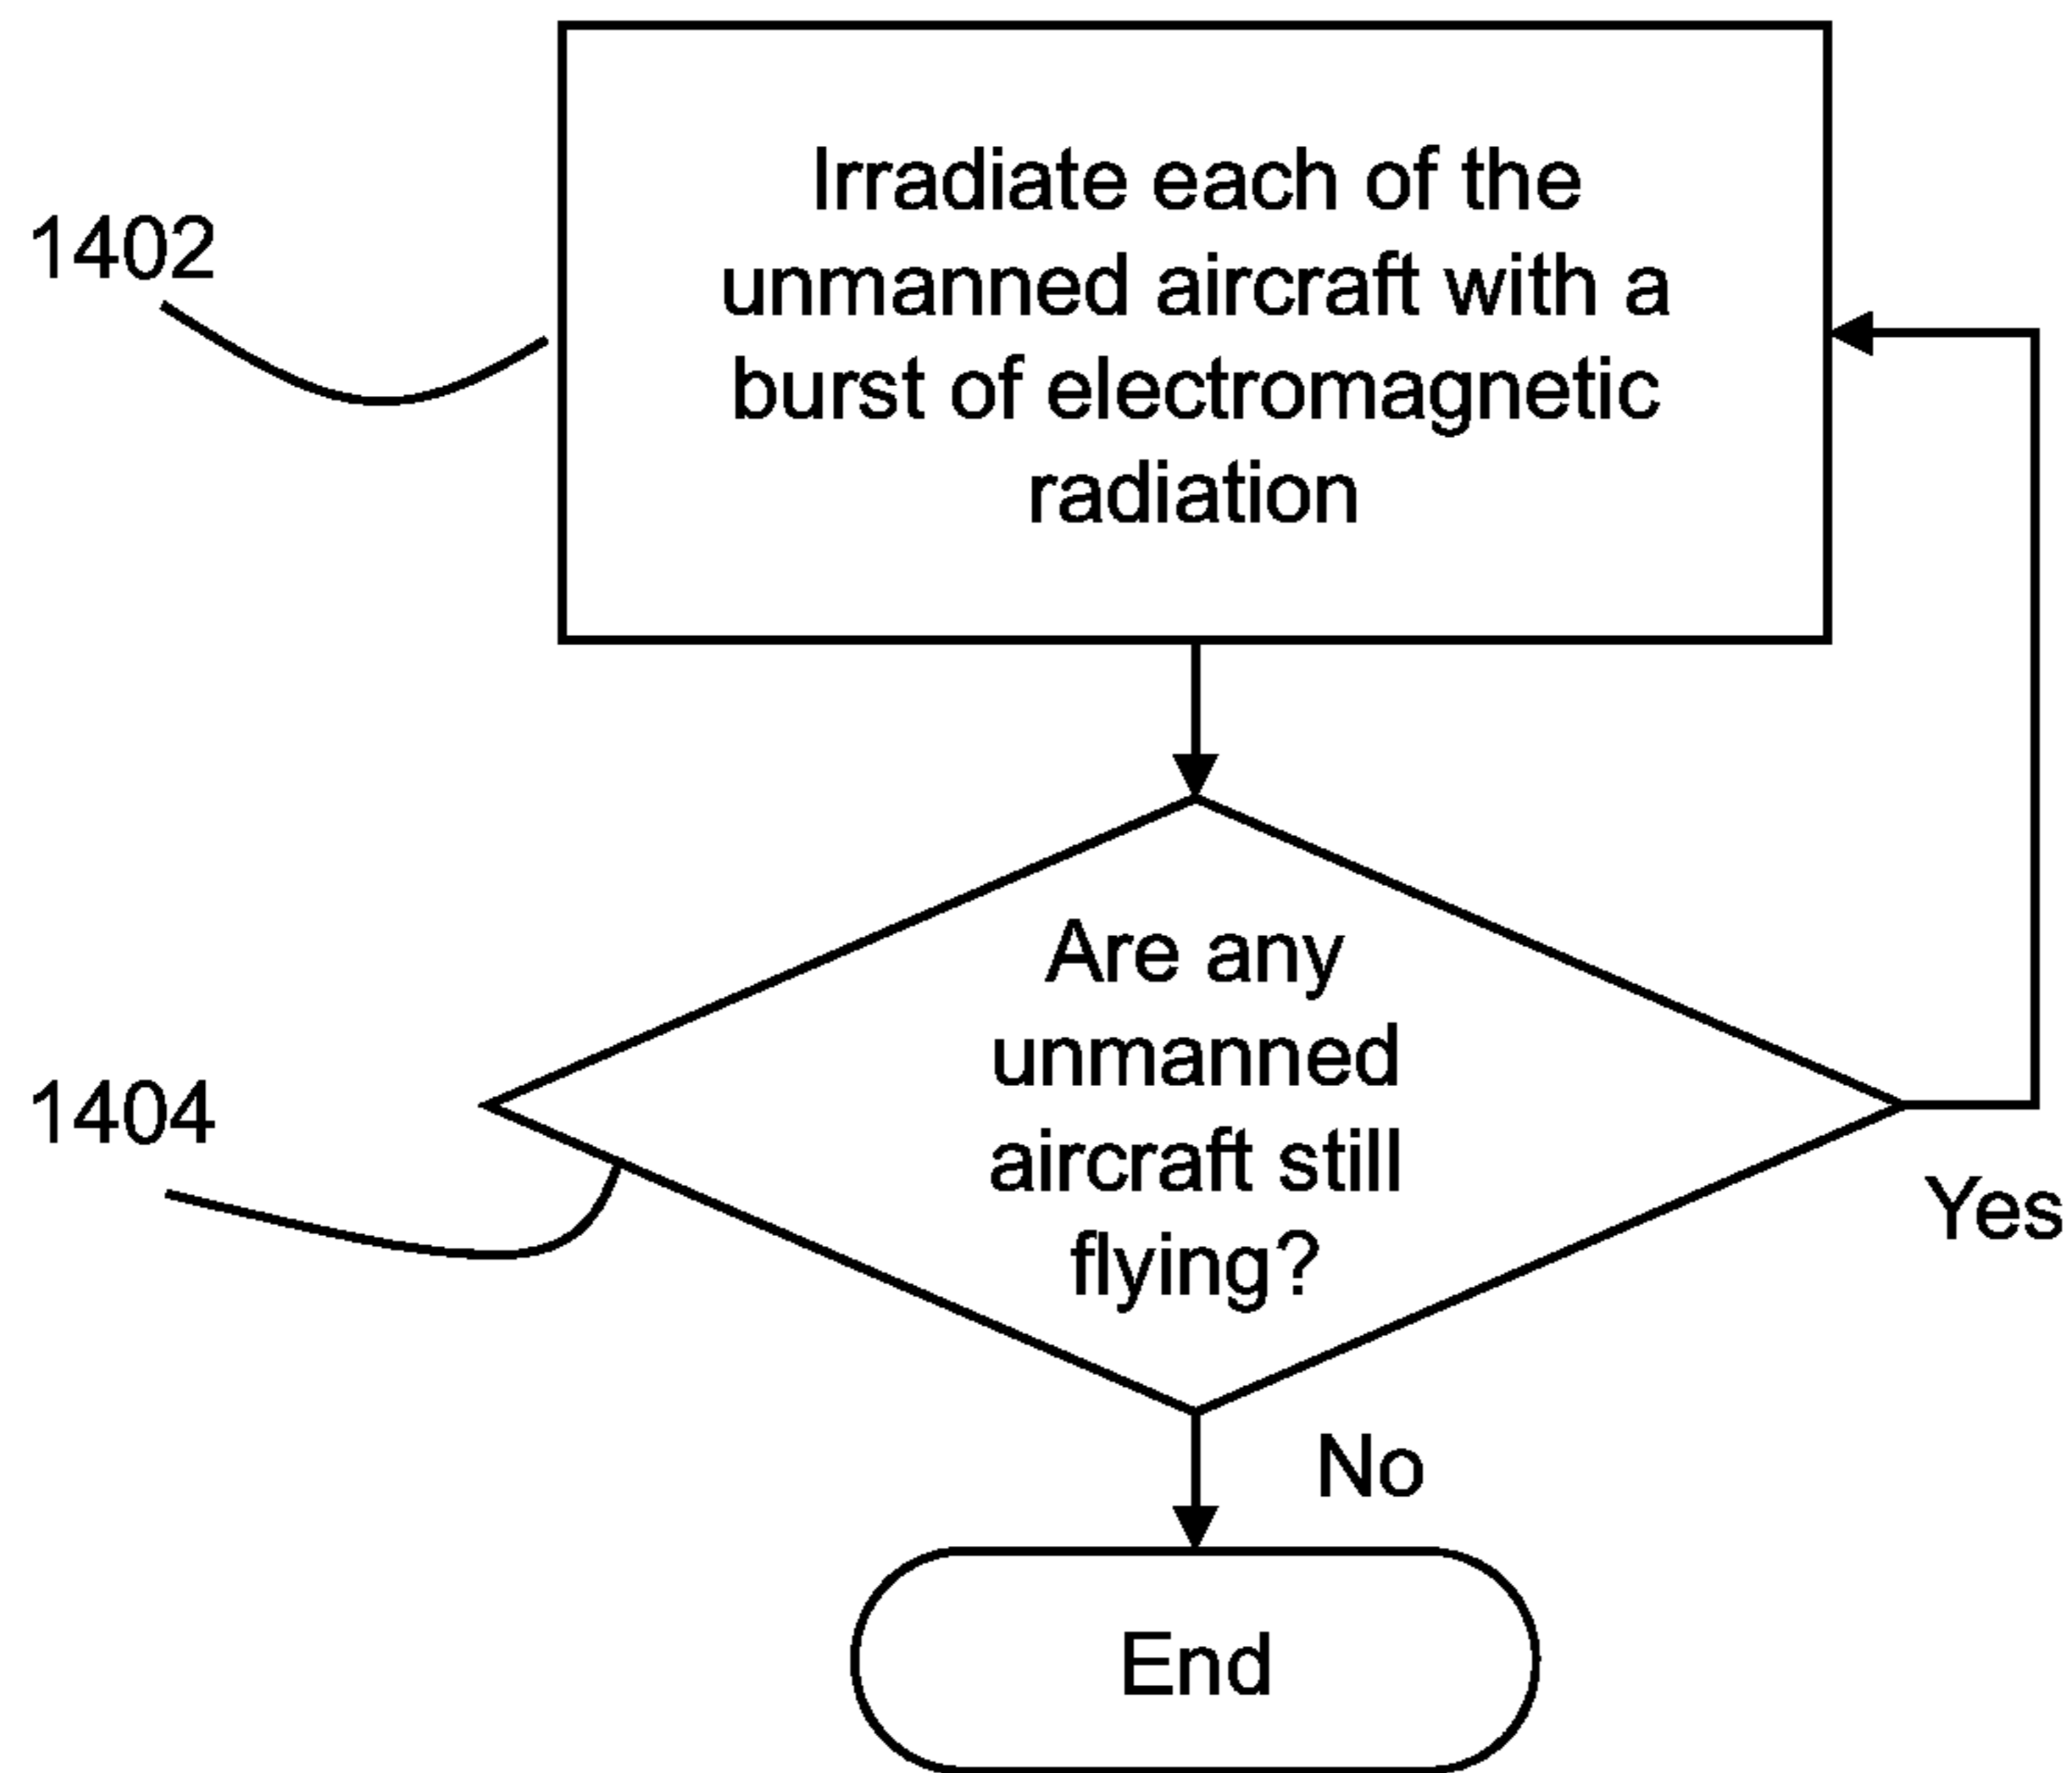 1402
Irradiate each of the
unmanned aircraft with a
burst of electromagnetic
radiation
1404
Are any
unmanned
aircraft still
flying?
Yes
No
End